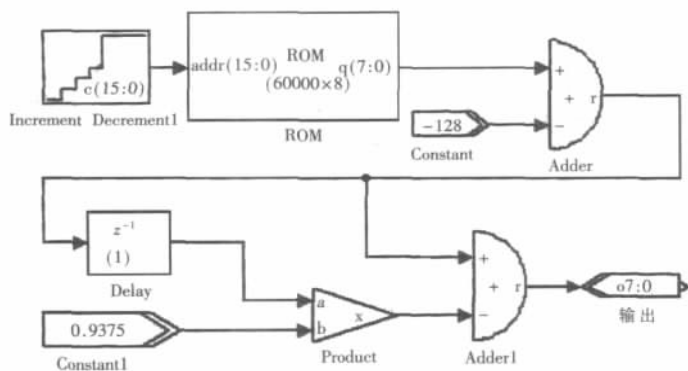 c(15:0)
Increment Decrement1
addr(15:0)
ROM
(60000×8)
q(7:0)
ROM
-128
Constant
+
+
r
−
Adder
z⁻¹
(1)
Delay
0.9375
Constant1
a
b
x
Product
+
+
r
−
Adder1
o7:0
输出